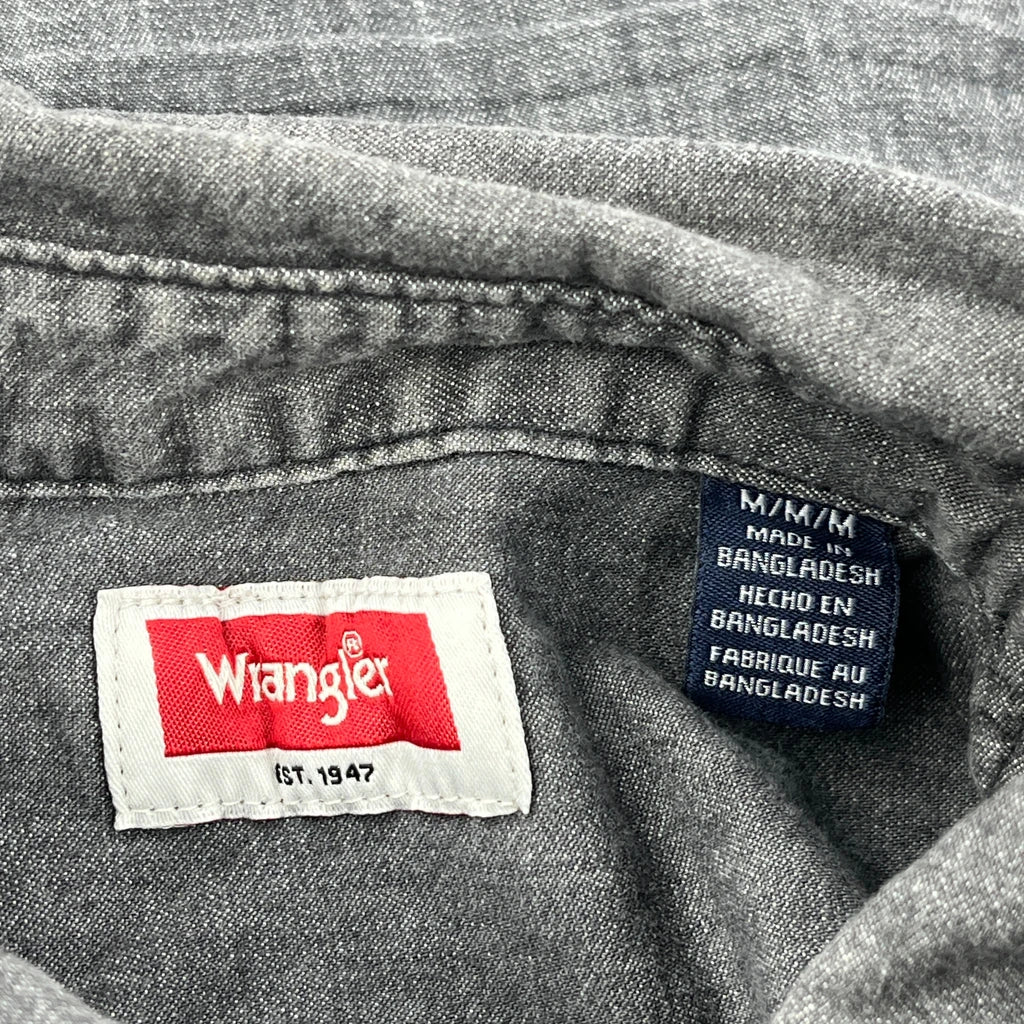 Wrangler®
EST. 1947
M/M/M
MADE IN
BANGLADESH
HECHO EN
BANGLADESH
FABRIQUE AU
BANGLADESH